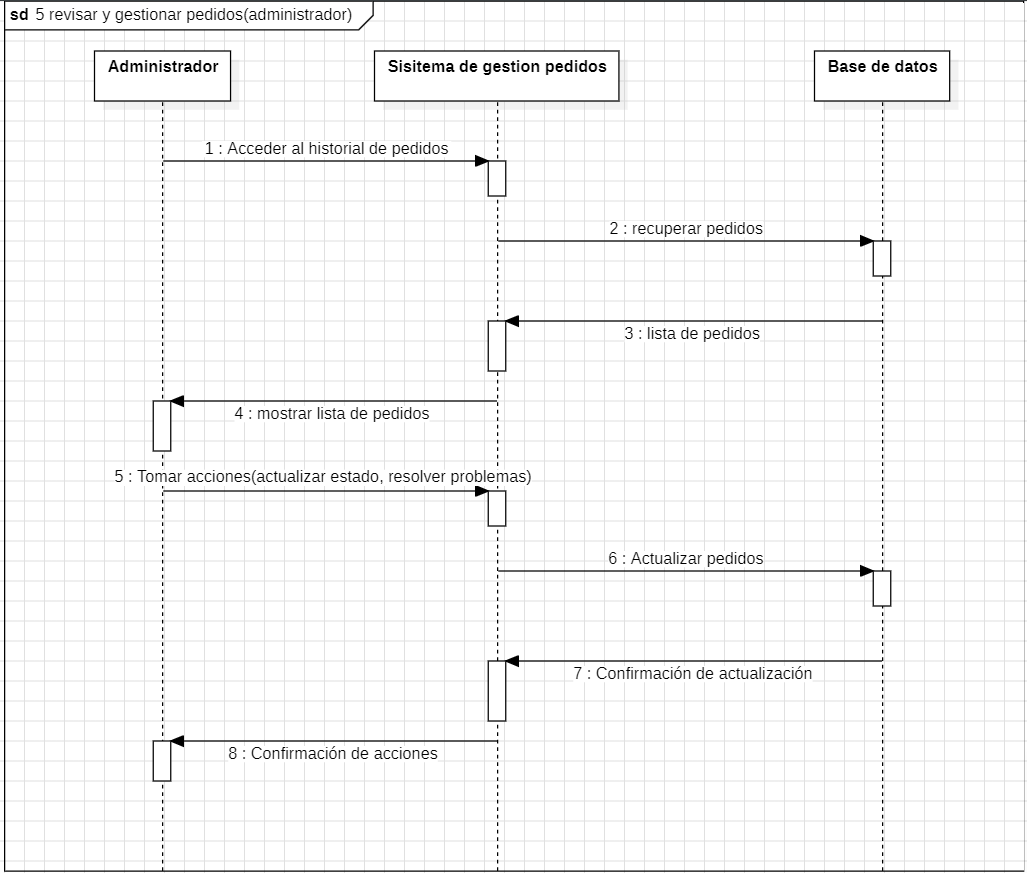 sd 5 revisar y gestionar pedidos(administrador)
Administrador
Sisitema de gestion pedidos
Base de datos
1 : Acceder al historial de pedidos
2 : recuperar pedidos
3 : lista de pedidos
4 : mostrar lista de pedidos
5 : Tomar acciones(actualizar estado, resolver problemas)
6 : Actualizar pedidos
7 : Confirmación de actualización
8 : Confirmación de acciones